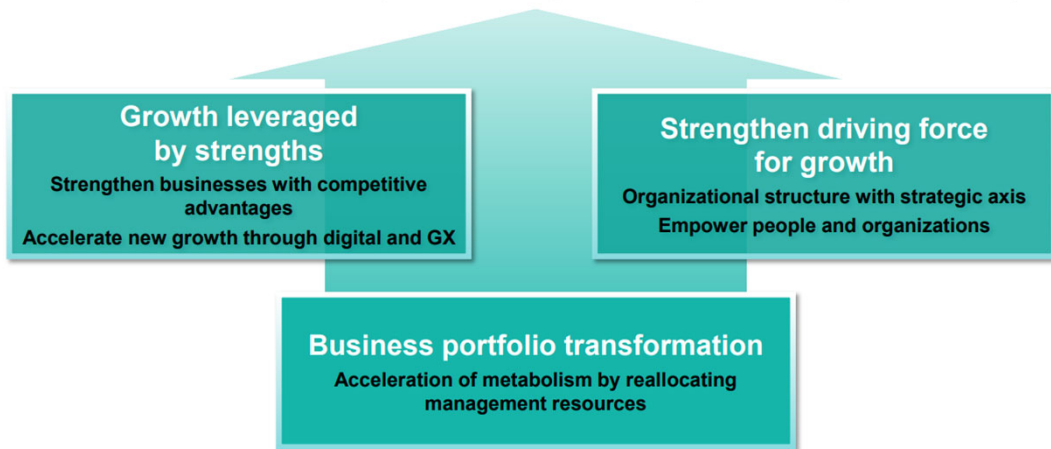 Growth leveraged
by strengths
Strengthen businesses with competitive
advantages
Accelerate new growth through digital and GX
Strengthen driving force
for growth
Organizational structure with strategic axis
Empower people and organizations
Business portfolio transformation
Acceleration of metabolism by reallocating
management resources